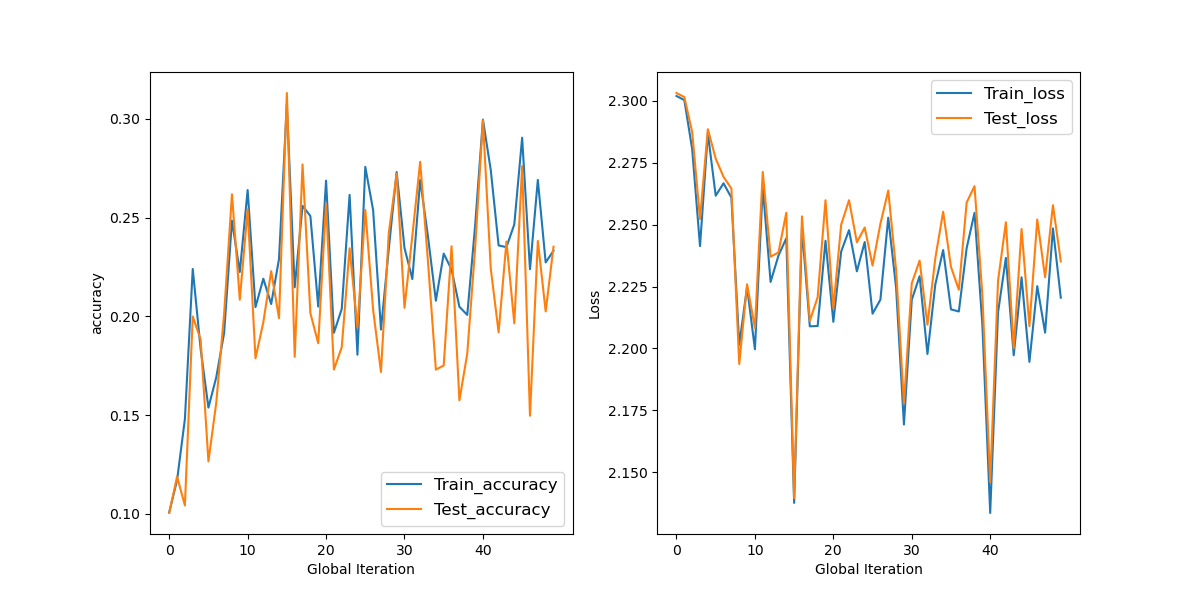 accuracy
0.30
0.25
0.20
0.15
0.10
0 10 20 30 40
Global Iteration
Train_accuracy
Test_accuracy
Loss
2.300
2.275
2.250
2.225
2.200
2.175
2.150
0 10 20 30 40
Global Iteration
Train_loss
Test_loss